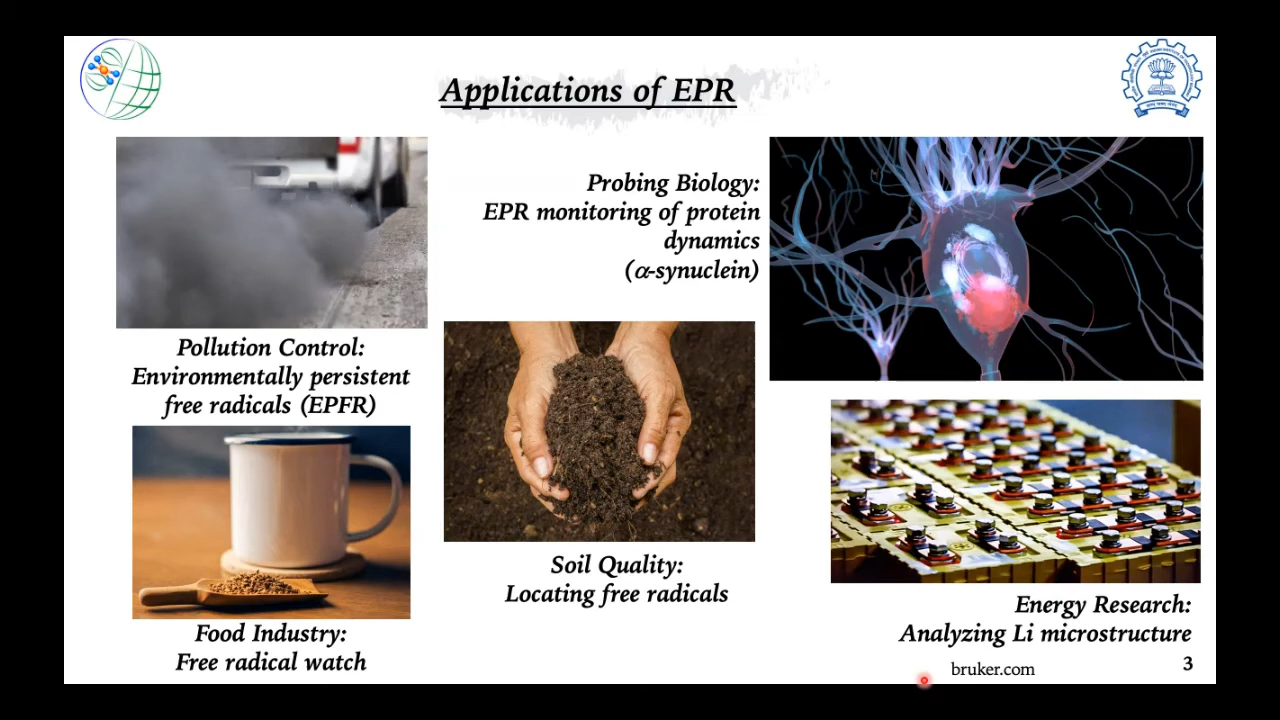 Applications of EPR
Probing Biology:
EPR monitoring of protein
dynamics
(α-synuclein)
Pollution Control:
Environmentally persistent
free radicals (EPFR)
Soil Quality:
Locating free radicals
Food Industry:
Free radical watch
Energy Research:
Analyzing Li microstructure
bruker.com
3